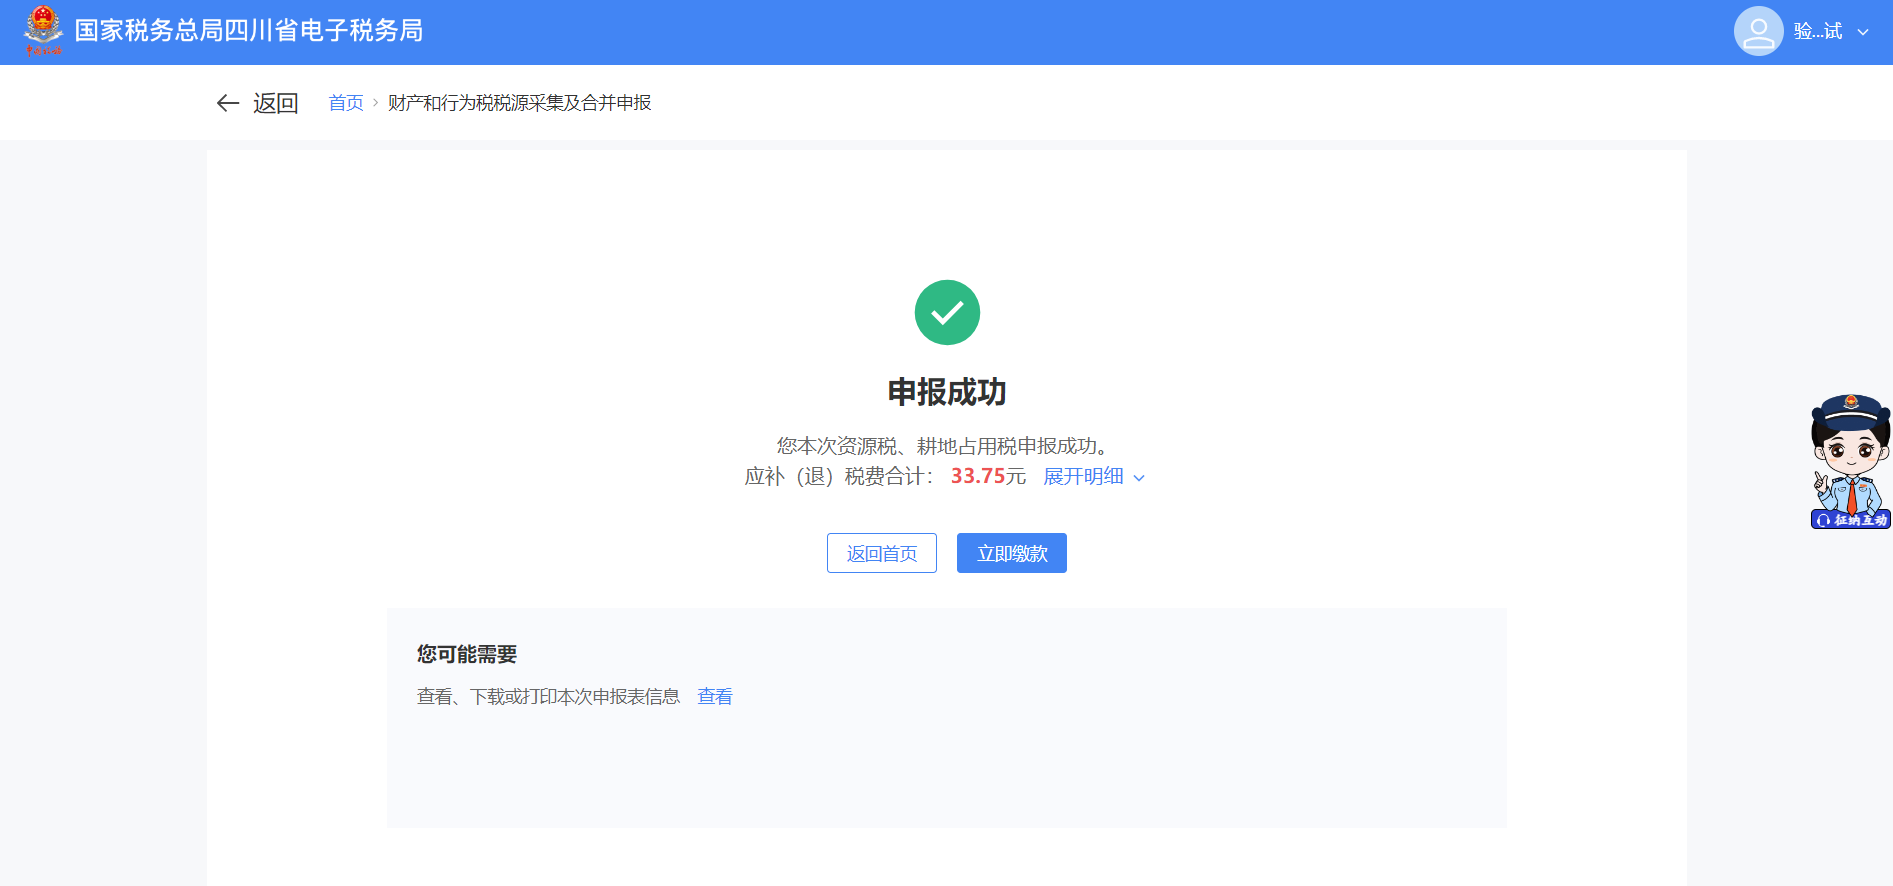 国家税务总局四川省电子税务局
验...试
返回
首页 > 财产和行为税税源采集及合并申报
申报成功
您本次资源税、耕地占用税申报成功。
应补（退）税费合计： 33.75元 展开明细
返回首页
立即缴款
征纳互动
您可能需要
查看、下载或打印本次申报表信息 查看